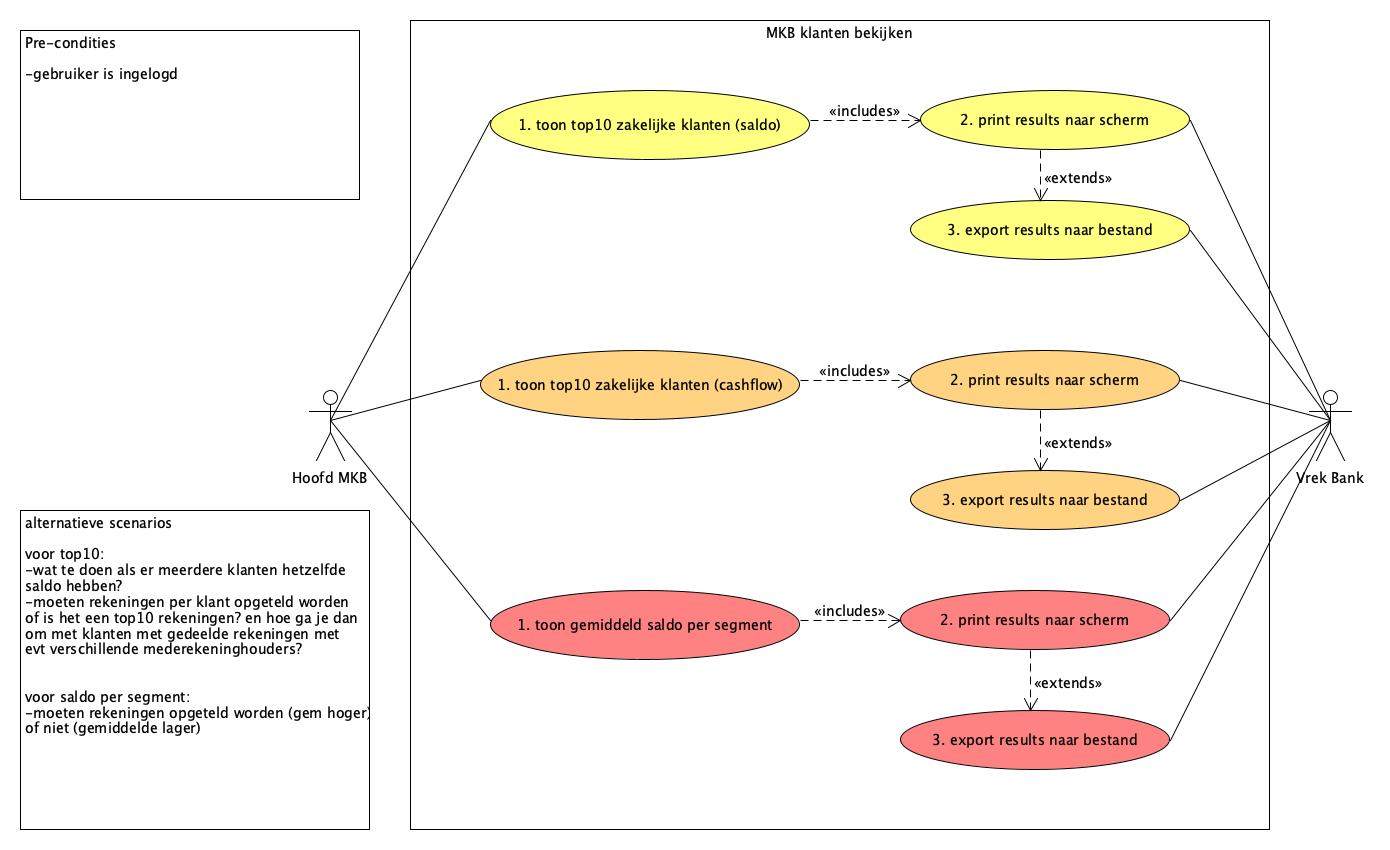 MKB klanten bekijken
Pre-condities
-gebruiker is ingelogd
1. toon top10 zakelijke klanten (saldo)
«includes»
2. print results naar scherm
«extends»
3. export results naar bestand
1. toon top10 zakelijke klanten (cashflow)
«includes»
2. print results naar scherm
«extends»
3. export results naar bestand
Hoofd MKB
Vrek Bank
alternatieve scenarios
voor top10:
-wat te doen als er meerdere klanten hetzelfde
saldo hebben?
-moeten rekeningen per klant opgeteld worden
of is het een top10 rekeningen? en hoe ga je dan
om met klanten met gedeelde rekeningen met
evt verschillende mederekeninghouders?
voor saldo per segment:
-moeten rekeningen opgeteld worden (gem hoger)
of niet (gemiddelde lager)
1. toon gemiddeld saldo per segment
«includes»
2. print results naar scherm
«extends»
3. export results naar bestand